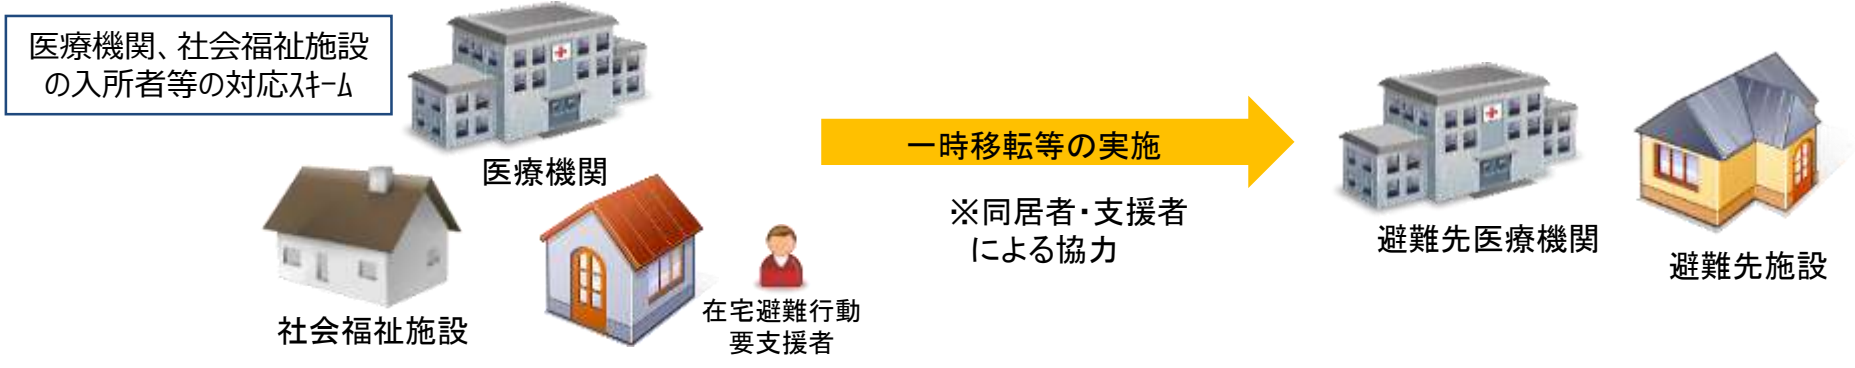 医療機関、社会福祉施設
の入所者等の対応ｽｷｰﾑ
医療機関
社会福祉施設
在宅避難行動
要支援者
一時移転等の実施
※同居者・支援者
による協力
避難先医療機関
避難先施設